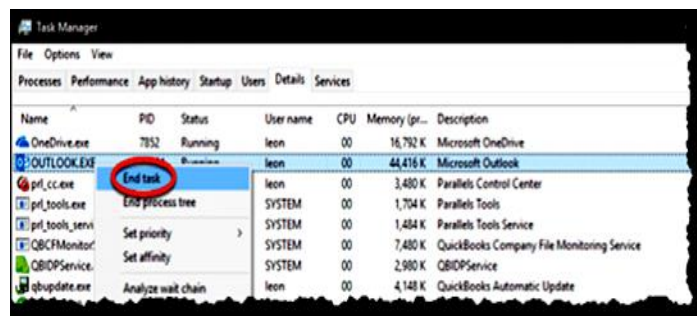 Task Manager
File Options View
Processes Performance App history Startup Users Details Services
Name PID Status User name CPU Memory (pr... Description
OneDrive.exe 7852 Running leon 00 16,792 K Microsoft OneDrive
OUTLOOK.EXE Running leon 00 44,416 K Microsoft Outlook
prl_cc.exe End task leon 00 3,480 K Parallels Control Center
prl_tools.exe End process tree SYSTEM 00 1,704 K Parallels Tools
prl_tools_servi Set priority SYSTEM 00 1,484 K Parallels Tools Service
QBCFMonitorS SYSTEM 00 7,480 K QuickBooks Company File Monitoring Service
QBIDPService. Set affinity SYSTEM 00 2,980 K QBIDPService
qbupdate.exe Analyze wait chain leon 00 4,148 K QuickBooks Automatic Update